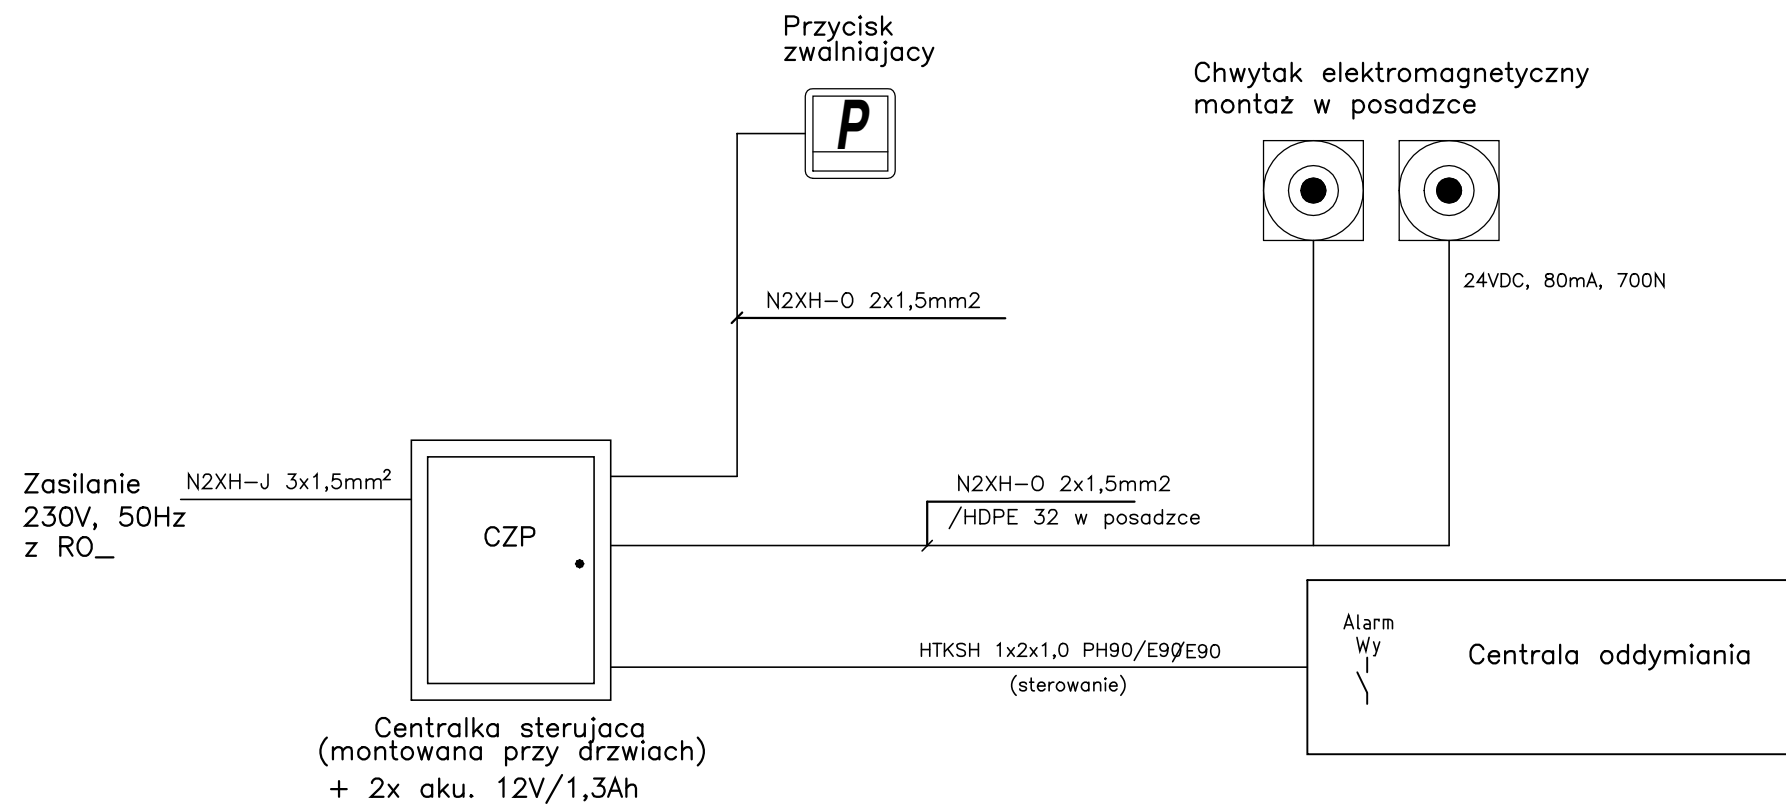 Przycisk
zwalniajacy
P
Chwytak elektromagnetyczny
montaż w posadzce
24VDC, 80mA, 700N
N2XH-O 2x1,5mm2
Zasilanie
230V, 50Hz
z RO_
N2XH-J 3x1,5mm²
CZP
N2XH-O 2x1,5mm2
/HDPE 32 w posadzce
HTKSH 1x2x1,0 PH90/E90/E90
(sterowanie)
Alarm
Wy
Centrala oddymiania
Centralka sterujaca
(montowana przy drzwiach)
+ 2x aku. 12V/1,3Ah